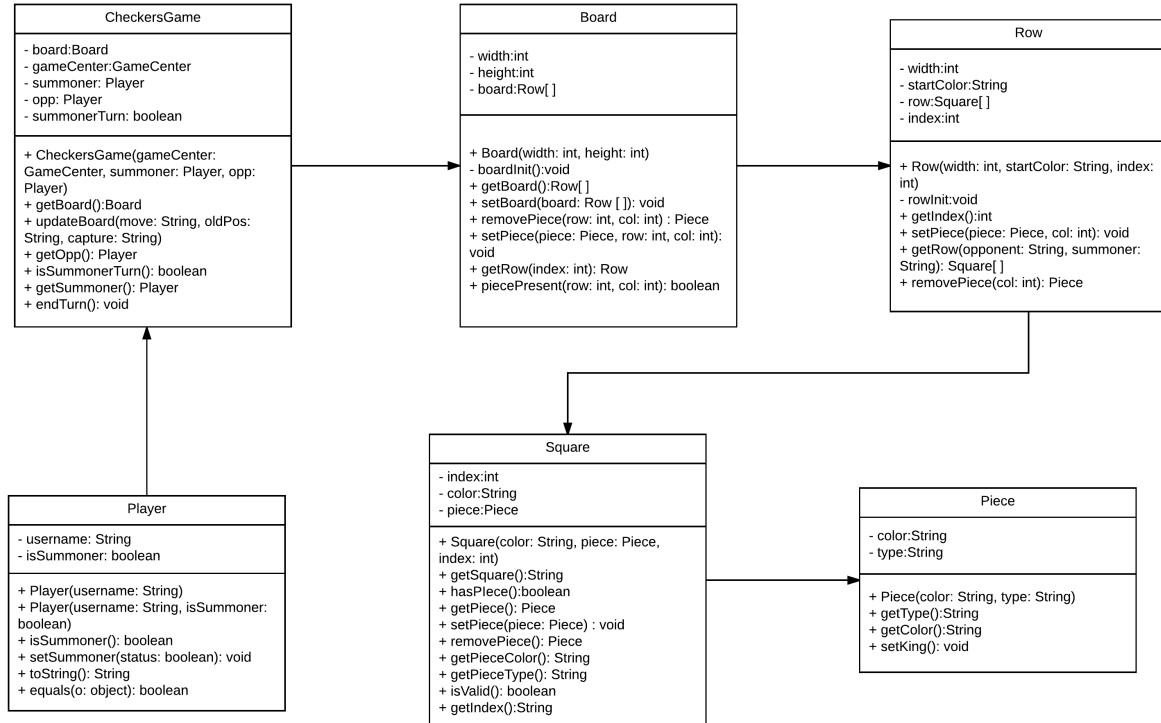 CheckersGame
- board:Board
- gameCenter:GameCenter
- summoner: Player
- opp: Player
- summonerTurn: boolean
+ CheckersGame(gameCenter:
GameCenter, summoner: Player, opp:
Player)
+ getBoard():Board
+ updateBoard(move: String, oldPos:
String, capture: String)
+ getOpp(): Player
+ isSummonerTurn(): boolean
+ getSummoner(): Player
+ endTurn(): void
Board
- width:int
- height:int
- board:Row[ ]
+ Board(width: int, height: int)
- boardInit():void
+ getBoard():Row[ ]
+ setBoard(board: Row [ ]): void
+ removePiece(row: int, col: int) : Piece
+ setPiece(piece: Piece, row: int, col: int):
void
+ getRow(index: int): Row
+ piecePresent(row: int, col: int): boolean
Row
- width:int
- startColor:String
- row:Square[ ]
- index:int
+ Row(width: int, startColor: String, index:
int)
- rowInit:void
+ getIndex():int
+ setPiece(piece: Piece, col: int): void
+ getRow(opponent: String, summoner:
String): Square[ ]
+ removePiece(col: int): Piece
Player
- username: String
- isSummoner: boolean
+ Player(username: String)
+ Player(username: String, isSummoner:
boolean)
+ isSummoner(): boolean
+ setSummoner(status: boolean): void
+ toString(): String
+ equals(o: object): boolean
Square
- index:int
- color:String
- piece:Piece
+ Square(color: String, piece: Piece,
index: int)
+ getSquare():String
+ hasPIece():boolean
+ getPiece(): Piece
+ setPiece(piece: Piece) : void
+ removePiece(): Piece
+ getPieceColor(): String
+ getPieceType(): String
+ isValid(): boolean
+ getIndex():String
Piece
- color:String
- type:String
+ Piece(color: String, type: String)
+ getType():String
+ getColor():String
+ setKing(): void